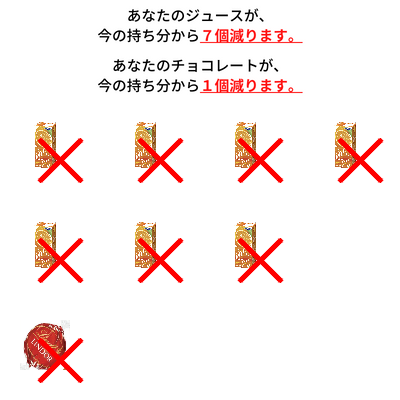 あなたのジュースが、
今の持ち分から７個減ります。
あなたのチョコレートが、
今の持ち分から１個減ります。
LINDOR